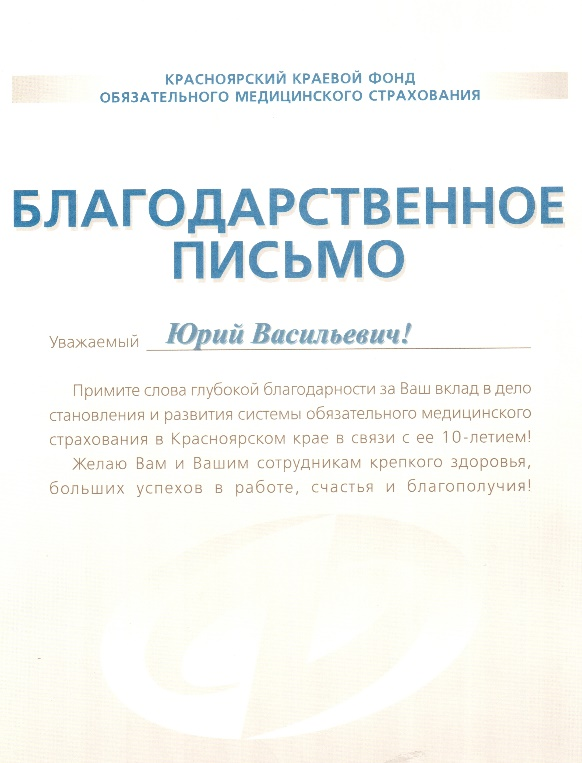 КРАСНОЯРСКИЙ КРАЕВОЙ ФОНД
ОБЯЗАТЕЛЬНОГО МЕДИЦИНСКОГО СТРАХОВАНИЯ
БЛАГОДАРСТВЕННОЕ
ПИСЬМО
Уважаемый Юрий Васильевич!
Примите слова глубокой благодарности за Ваш вклад в дело
становления и развития системы обязательного медицинского
страхования в Красноярском крае в связи с ее 10-летием!
Желаю Вам и Вашим сотрудникам крепкого здоровья,
больших успехов в работе, счастья и благополучия!